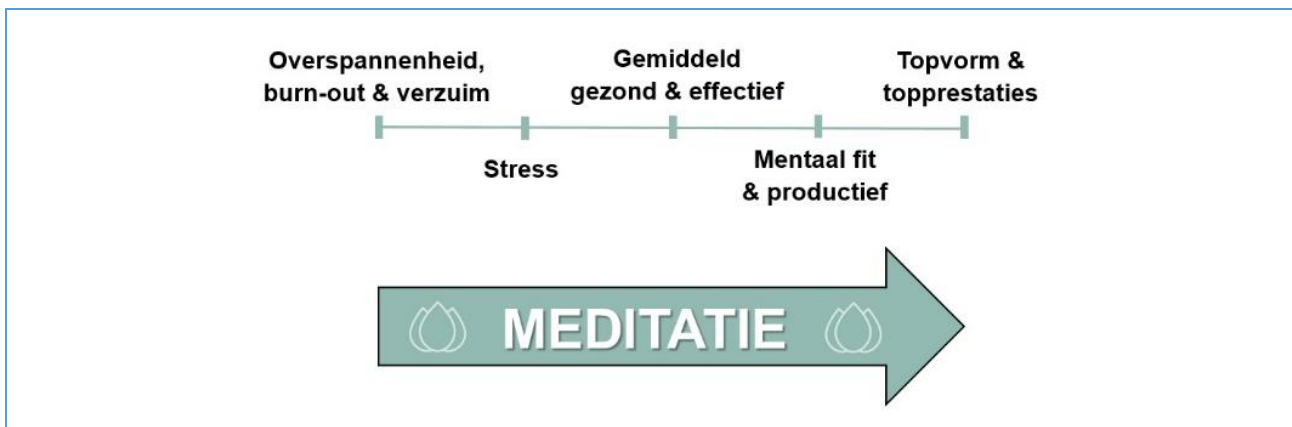 Overspannenheid,
burn-out & verzuim
Gemiddeld
gezond & effectief
Topvorm &
topprestaties
Stress
Mentaal fit
& productief
MEDITATIE